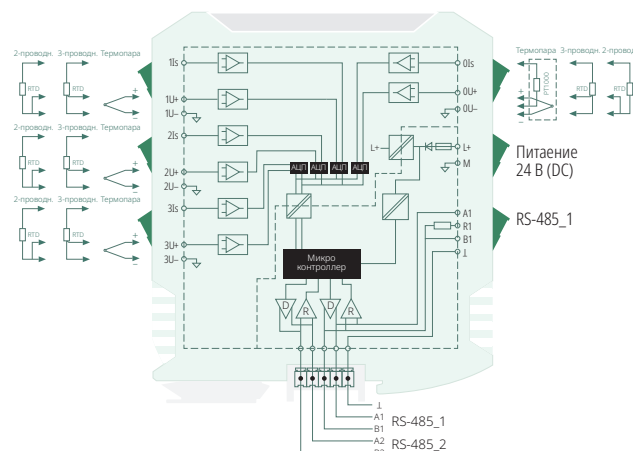 2-проводн. 3-проводн. Термопара
RTD RTD + −
1Is
1U+
1U−
2-проводн. 3-проводн. Термопара
RTD RTD + −
2Is
2U+
2U−
2-проводн. 3-проводн. Термопара
RTD RTD + −
3Is
3U+
3U−
АЦП АЦП АЦП АЦП
L+
Микро
контроллер
D R D R
0Is
0U+
0U−
L+
M
A1
R1
B1
⊥
Термопара 3-проводн. 2-провод
PT1000 + −
RTD RTD
Питаение
24 В (DC)
RS-485_1
⊥
A1
B1
RS-485_1
A2
RS-485_2